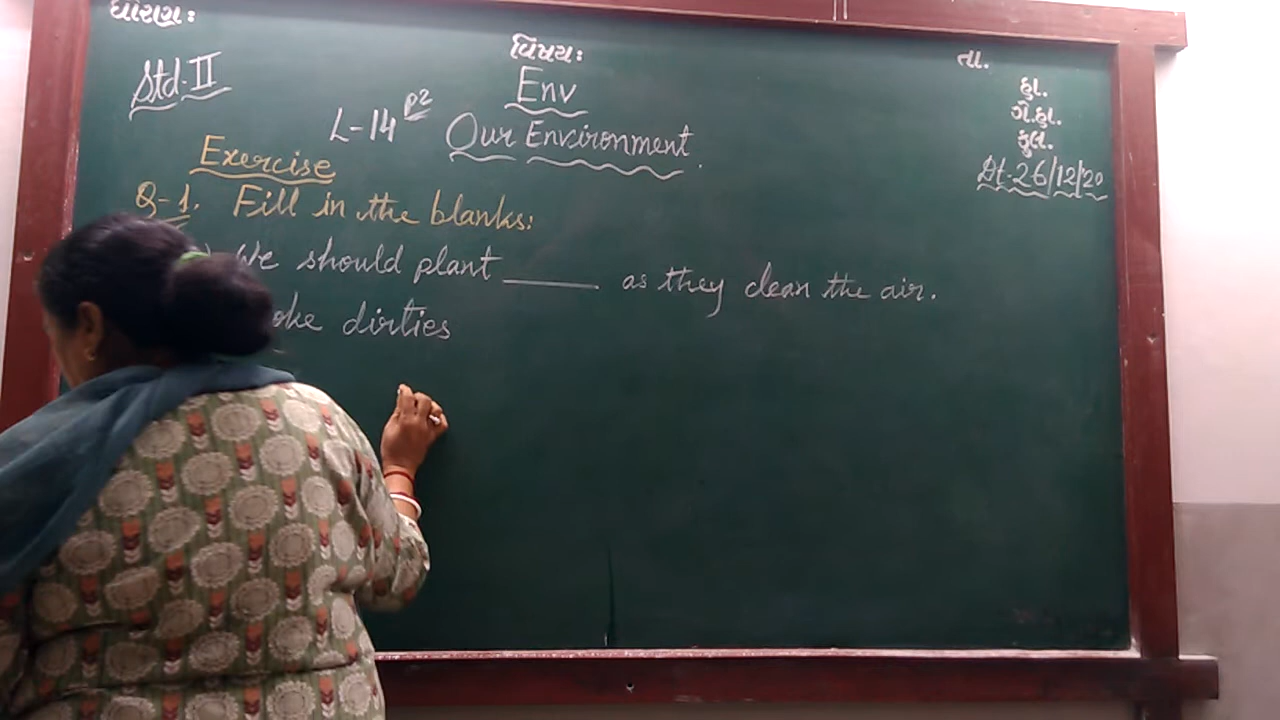 ધોરણ:
વિષય:
તા.
Std-II
Env
હા.
ગે.હા.
કુલ.
L-14 P2 Our Environment.
Dt-26/12/20
Exercise
Q-1. Fill in the blanks:
We should plant ______ as they clean the air.
dirties